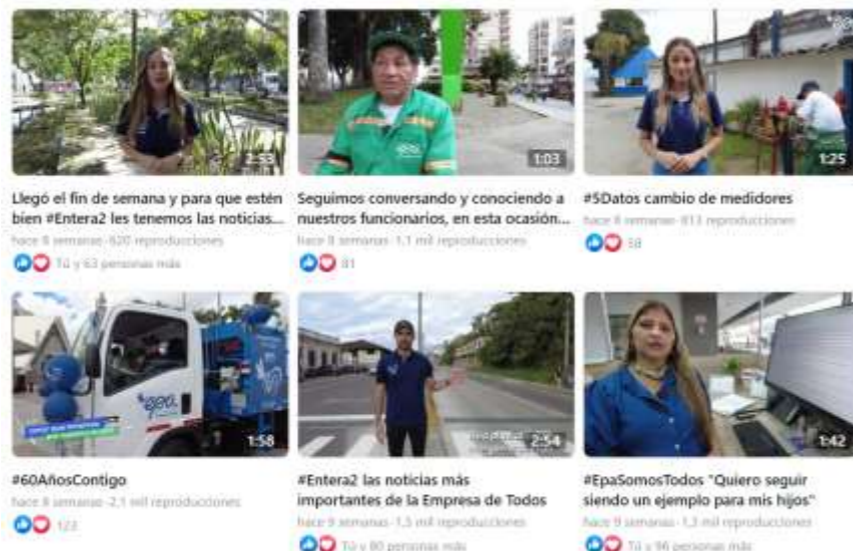 2:53
Llegó el fin de semana y para que estén
bien #Entera2 les tenemos las noticias...
hace 8 semanas·620 reproducciones
Tú y 63 personas más
1:03
Seguimos conversando y conociendo a
nuestros funcionarios, en esta ocasión...
hace 8 semanas·1,1 mil reproducciones
81
1:25
#5Datos cambio de medidores
hace 8 semanas·813 reproducciones
58
epa
1:58
#60AñosContigo
hace 8 semanas·2,1 mil reproducciones
123
2:54
#Entera2 las noticias más
importantes de la Empresa de Todos
hace 9 semanas·1,5 mil reproducciones
Tú y 80 personas más
1:42
#EpaSomosTodos "Quiero seguir
siendo un ejemplo para mis hijos"
hace 9 semanas·1,3 mil reproducciones
Tú y 96 personas más